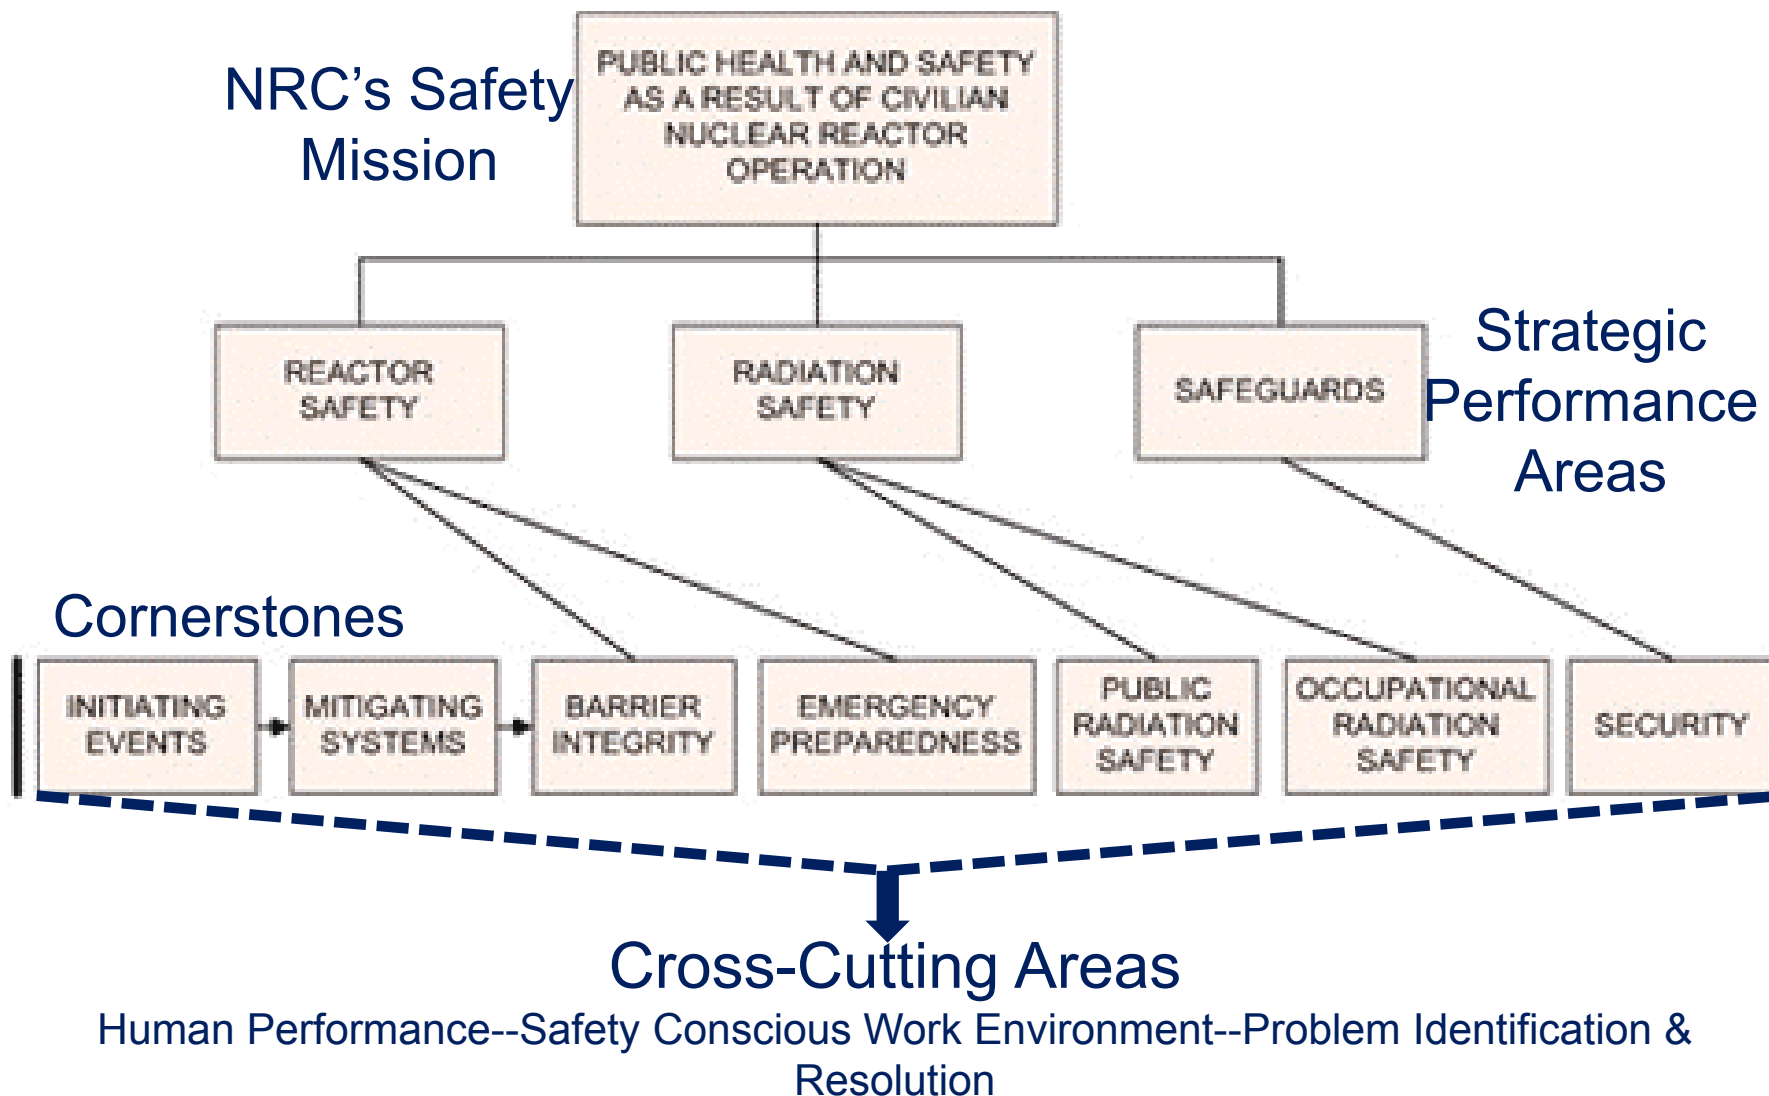 NRC's Safety
Mission
PUBLIC HEALTH AND SAFETY
AS A RESULT OF CIVILIAN
NUCLEAR REACTOR
OPERATION
REACTOR
SAFETY
RADIATION
SAFETY
SAFEGUARDS
Strategic
Performance
Areas
Cornerstones
INITIATING
EVENTS
MITIGATING
SYSTEMS
BARRIER
INTEGRITY
EMERGENCY
PREPAREDNESS
PUBLIC
RADIATION
SAFETY
OCCUPATIONAL
RADIATION
SAFETY
SECURITY
Cross-Cutting Areas
Human Performance--Safety Conscious Work Environment--Problem Identification &
Resolution